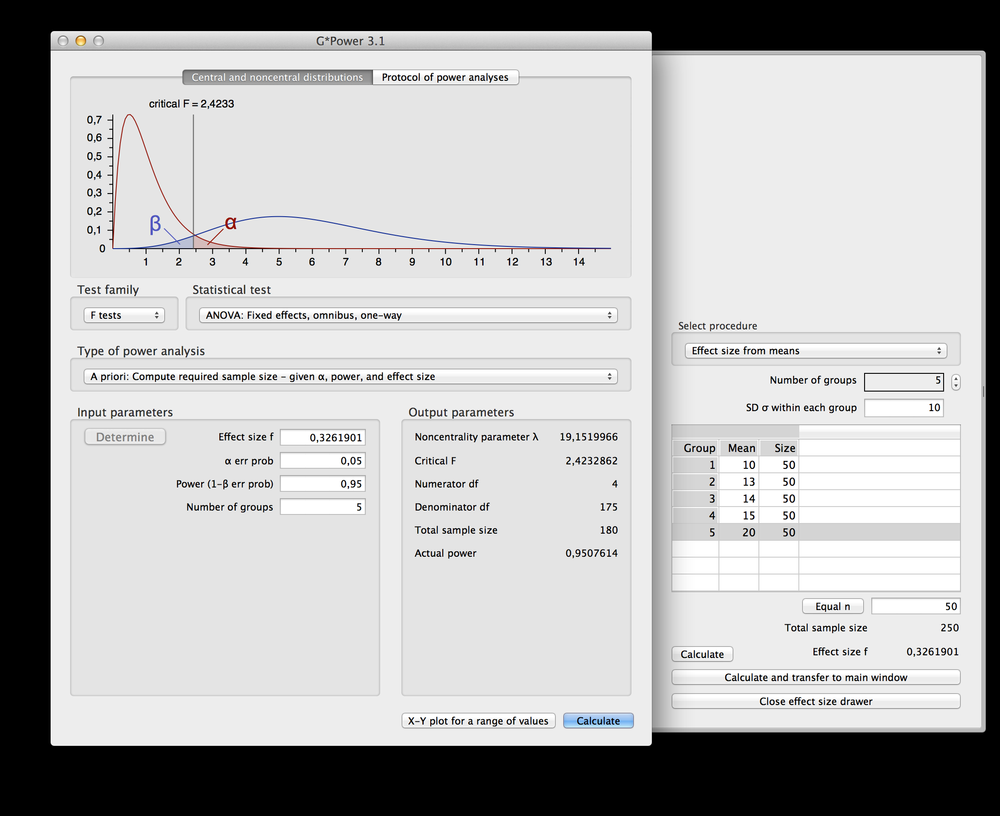 G*Power 3.1
Central and noncentral distributions
Protocol of power analyses
critical F = 2,4233
0,7
0,6
0,5
0,4
0,3
0,2
0,1
0
β
α
1 2 3 4 5 6 7 8 9 10 11 12 13 14
Test family
Statistical test
F tests
ANOVA: Fixed effects, omnibus, one-way
Type of power analysis
A priori: Compute required sample size – given α, power, and effect size
Input parameters
Determine
Effect size f 0,3261901
α err prob 0,05
Power (1-β err prob) 0,95
Number of groups 5
Output parameters
Noncentrality parameter λ 19,1519966
Critical F 2,4232862
Numerator df 4
Denominator df 175
Total sample size 180
Actual power 0,9507614
X-Y plot for a range of values
Calculate
Select procedure
Effect size from means
Number of groups 5
SD σ within each group 10
Group Mean Size
1 10 50
2 13 50
3 14 50
4 15 50
5 20 50
Equal n 50
Total sample size 250
Calculate
Effect size f 0,3261901
Calculate and transfer to main window
Close effect size drawer